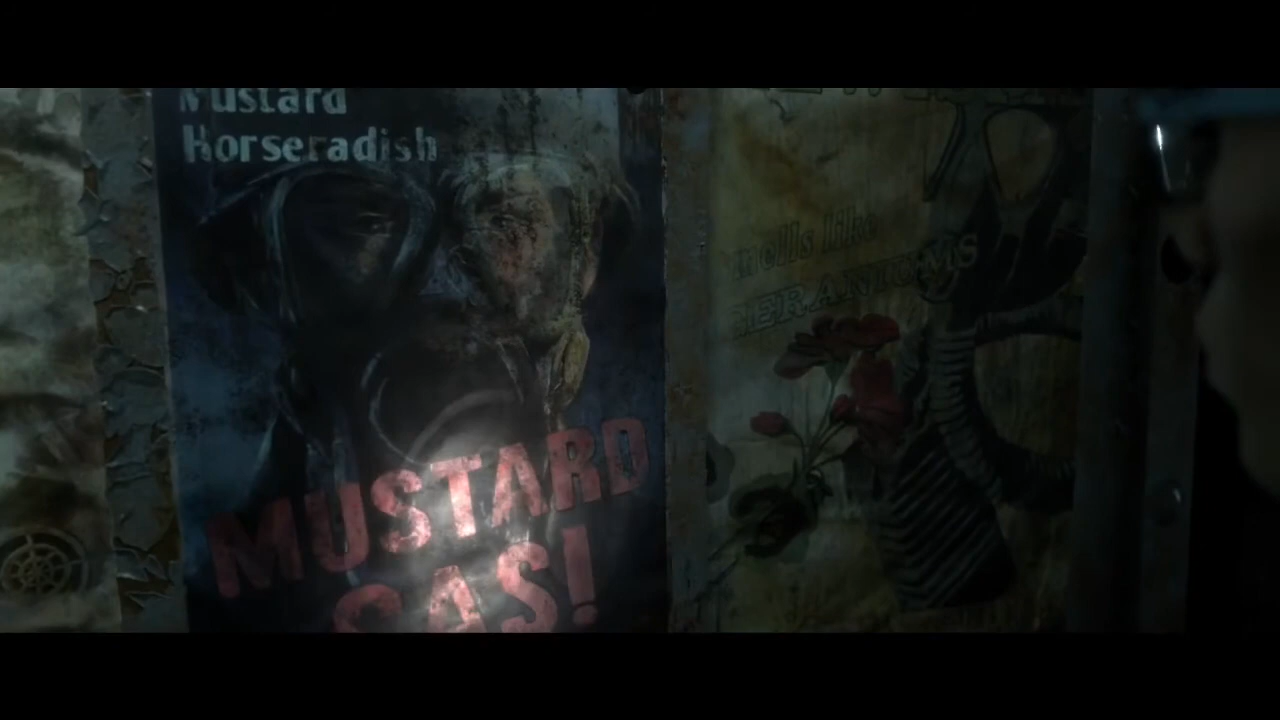 Mustard
Horseradish
MUSTARD
GAS!
smells like
GERANIUMS